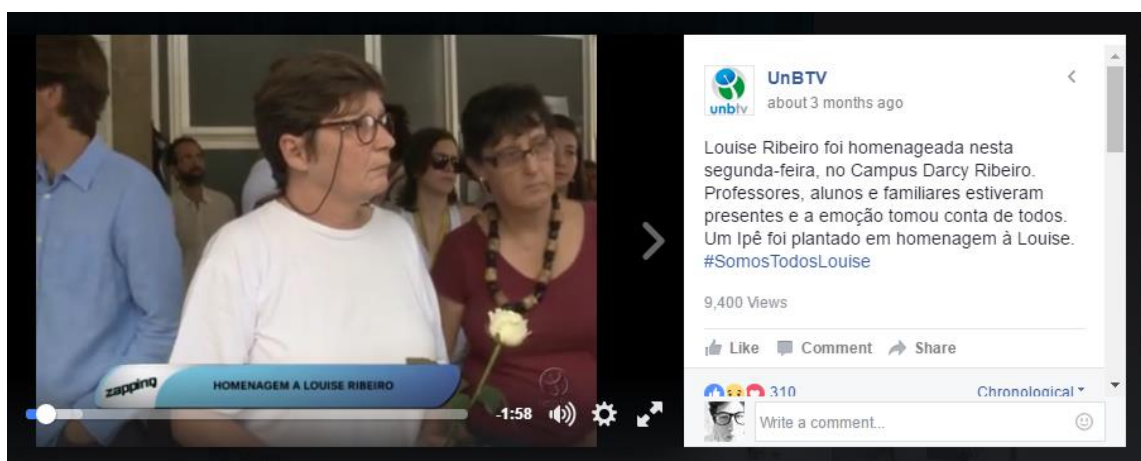 zapping
HOMENAGEM A LOUISE RIBEIRO
-1:58
unbtv
UnBTV
about 3 months ago
Louise Ribeiro foi homenageada nesta
segunda-feira, no Campus Darcy Ribeiro.
Professores, alunos e familiares estiveram
presentes e a emoção tomou conta de todos.
Um Ipê foi plantado em homenagem à Louise.
#SomosTodosLouise
9,400 Views
Like Comment Share
310 Chronological
Write a comment...